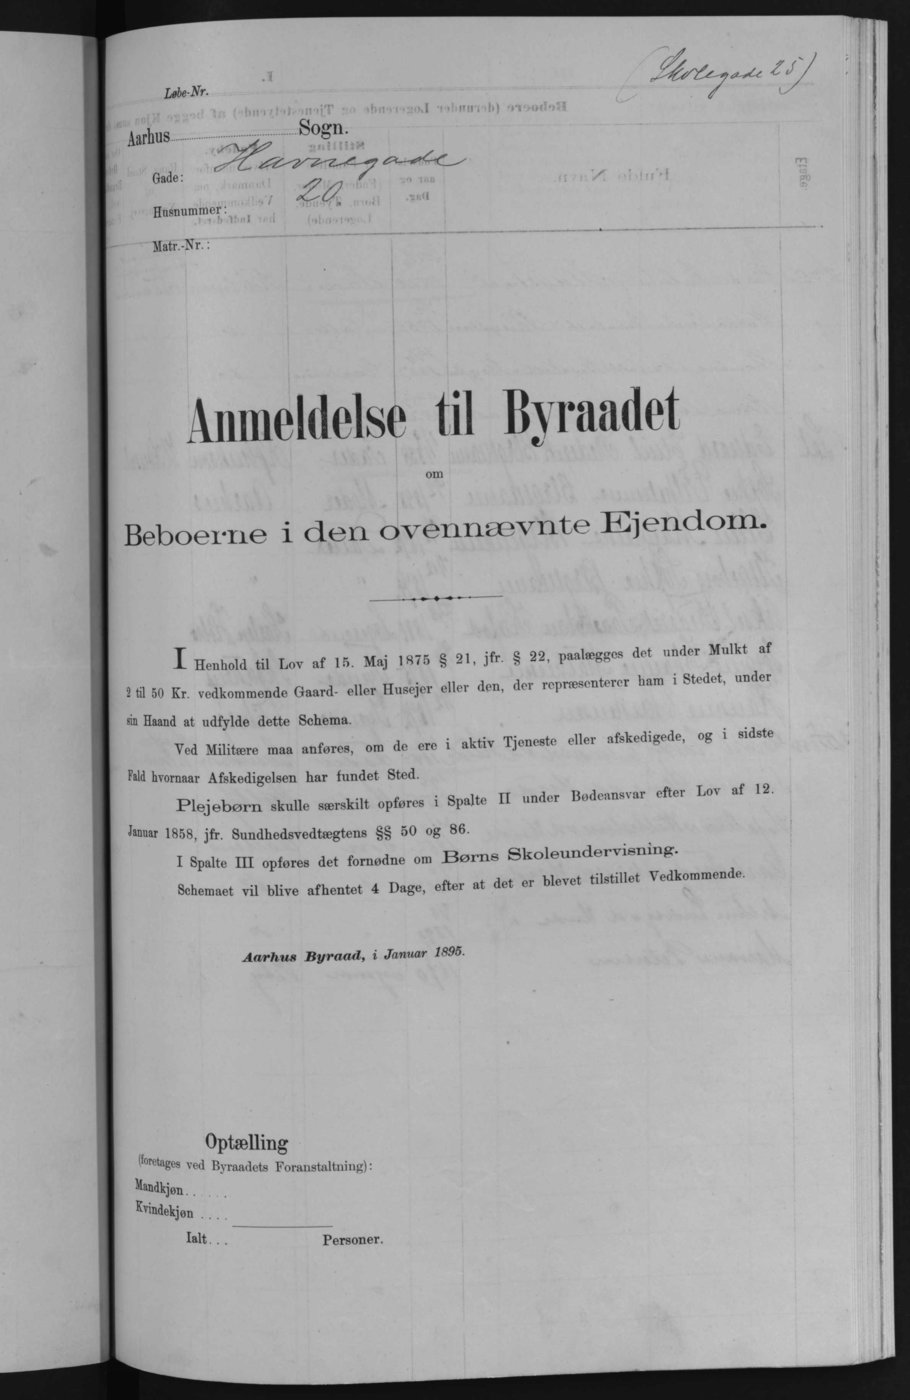 (Skolegade 25)
Løbe-Nr.
Aarhus Sogn.
Gade: Havnegade
Husnummer: 20
Matr.-Nr.:
Anmeldelse til Byraadet
om
Beboerne i den ovennævnte Ejendom.
I Henhold til Lov af 15. Maj 1875 § 21, jfr. § 22, paalægges det under Mulkt af
2 til 50 Kr. vedkommende Gaard- eller Husejer eller den, der repræsenterer ham i Stedet, under
sin Haand at udfylde dette Schema.
Ved Militære maa anføres, om de ere i aktiv Tjeneste eller afskedigede, og i sidste
Fald hvornaar Afskedigelsen har fundet Sted.
Plejebørn skulle særskilt opføres i Spalte II under Bødeansvar efter Lov af 12.
Januar 1858, jfr. Sundhedsvedtægtens §§ 50 og 86.
I Spalte III opføres det fornødne om Børns Skoleundervisning.
Schemaet vil blive afhentet 4 Dage, efter at det er blevet tilstillet Vedkommende.
Aarhus Byraad, i Januar 1895.
Optælling
(foretages ved Byraadets Foranstaltning):
Mandkjøn......
Kvindekjøn ....
Ialt... Personer.